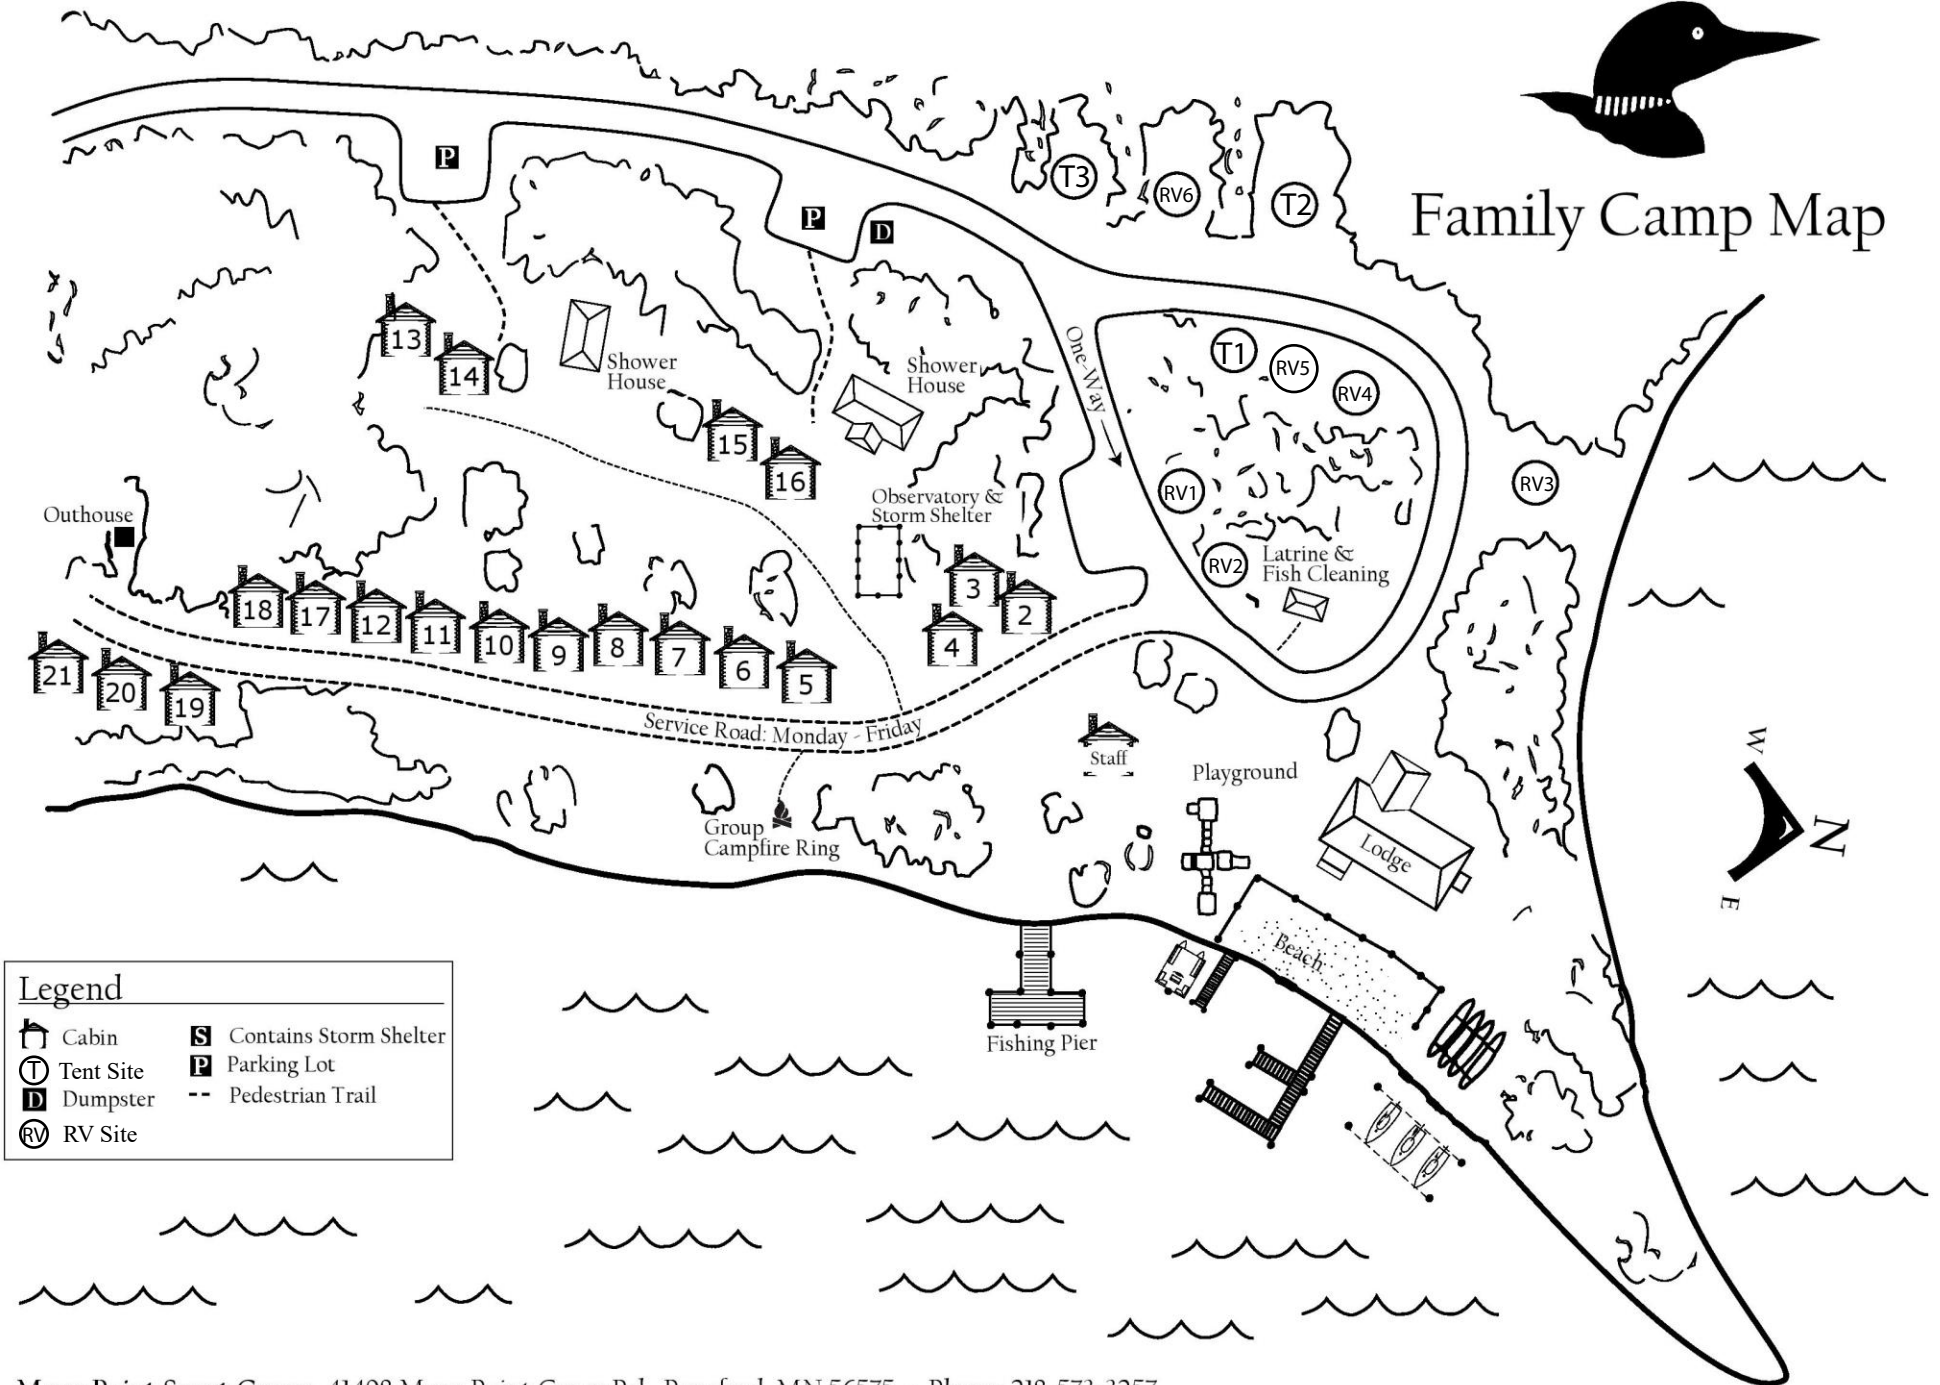 Family Camp Map
P
P
D
T3
RV6
T2
13
14
Shower
House
Shower
House
One-Way
T1
RV5
RV4
RV3
15
16
Observatory &
Storm Shelter
RV1
RV2
Latrine &
Fish Cleaning
Outhouse
3
2
4
18
17
12
11
10
9
8
7
6
5
21
20
19
Service Road: Monday - Friday
Staff
Playground
Lodge
W
N
E
Group
Campfire Ring
Beach
Fishing Pier
Legend
Cabin
S Contains Storm Shelter
T Tent Site
P Parking Lot
D Dumpster
-- Pedestrian Trail
RV RV Site